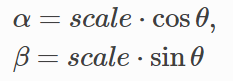 α = scale · cos θ,
β = scale · sin θ